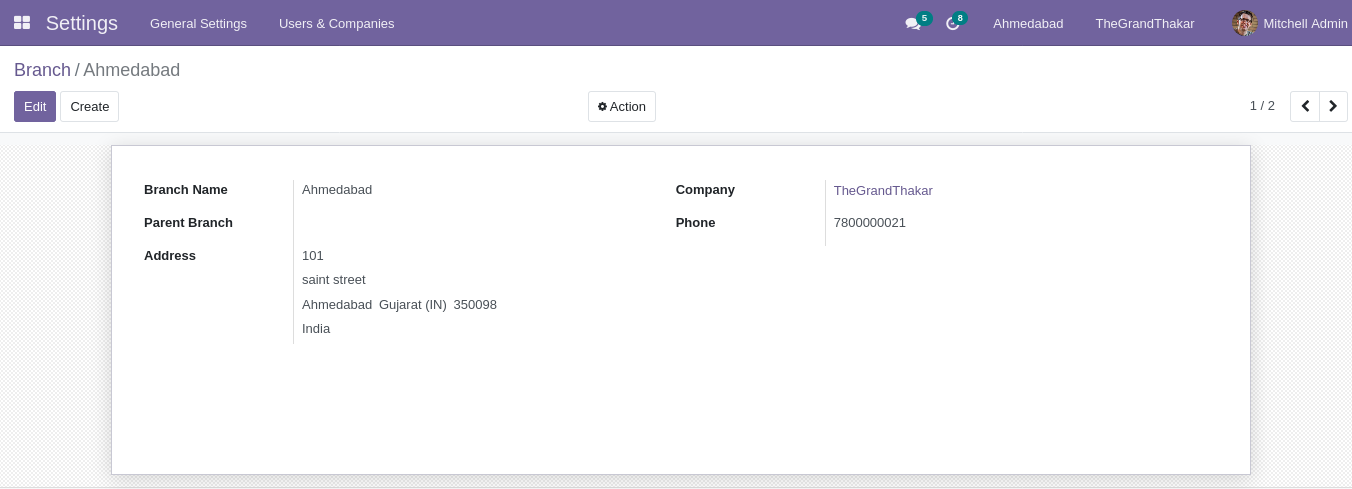 Settings General Settings Users & Companies 5 8 Ahmedabad TheGrandThakar Mitchell Admin
Branch / Ahmedabad
Edit Create Action 1 / 2
Branch Name Ahmedabad Company TheGrandThakar
Parent Branch Phone 7800000021
Address 101
saint street
Ahmedabad Gujarat (IN) 350098
India